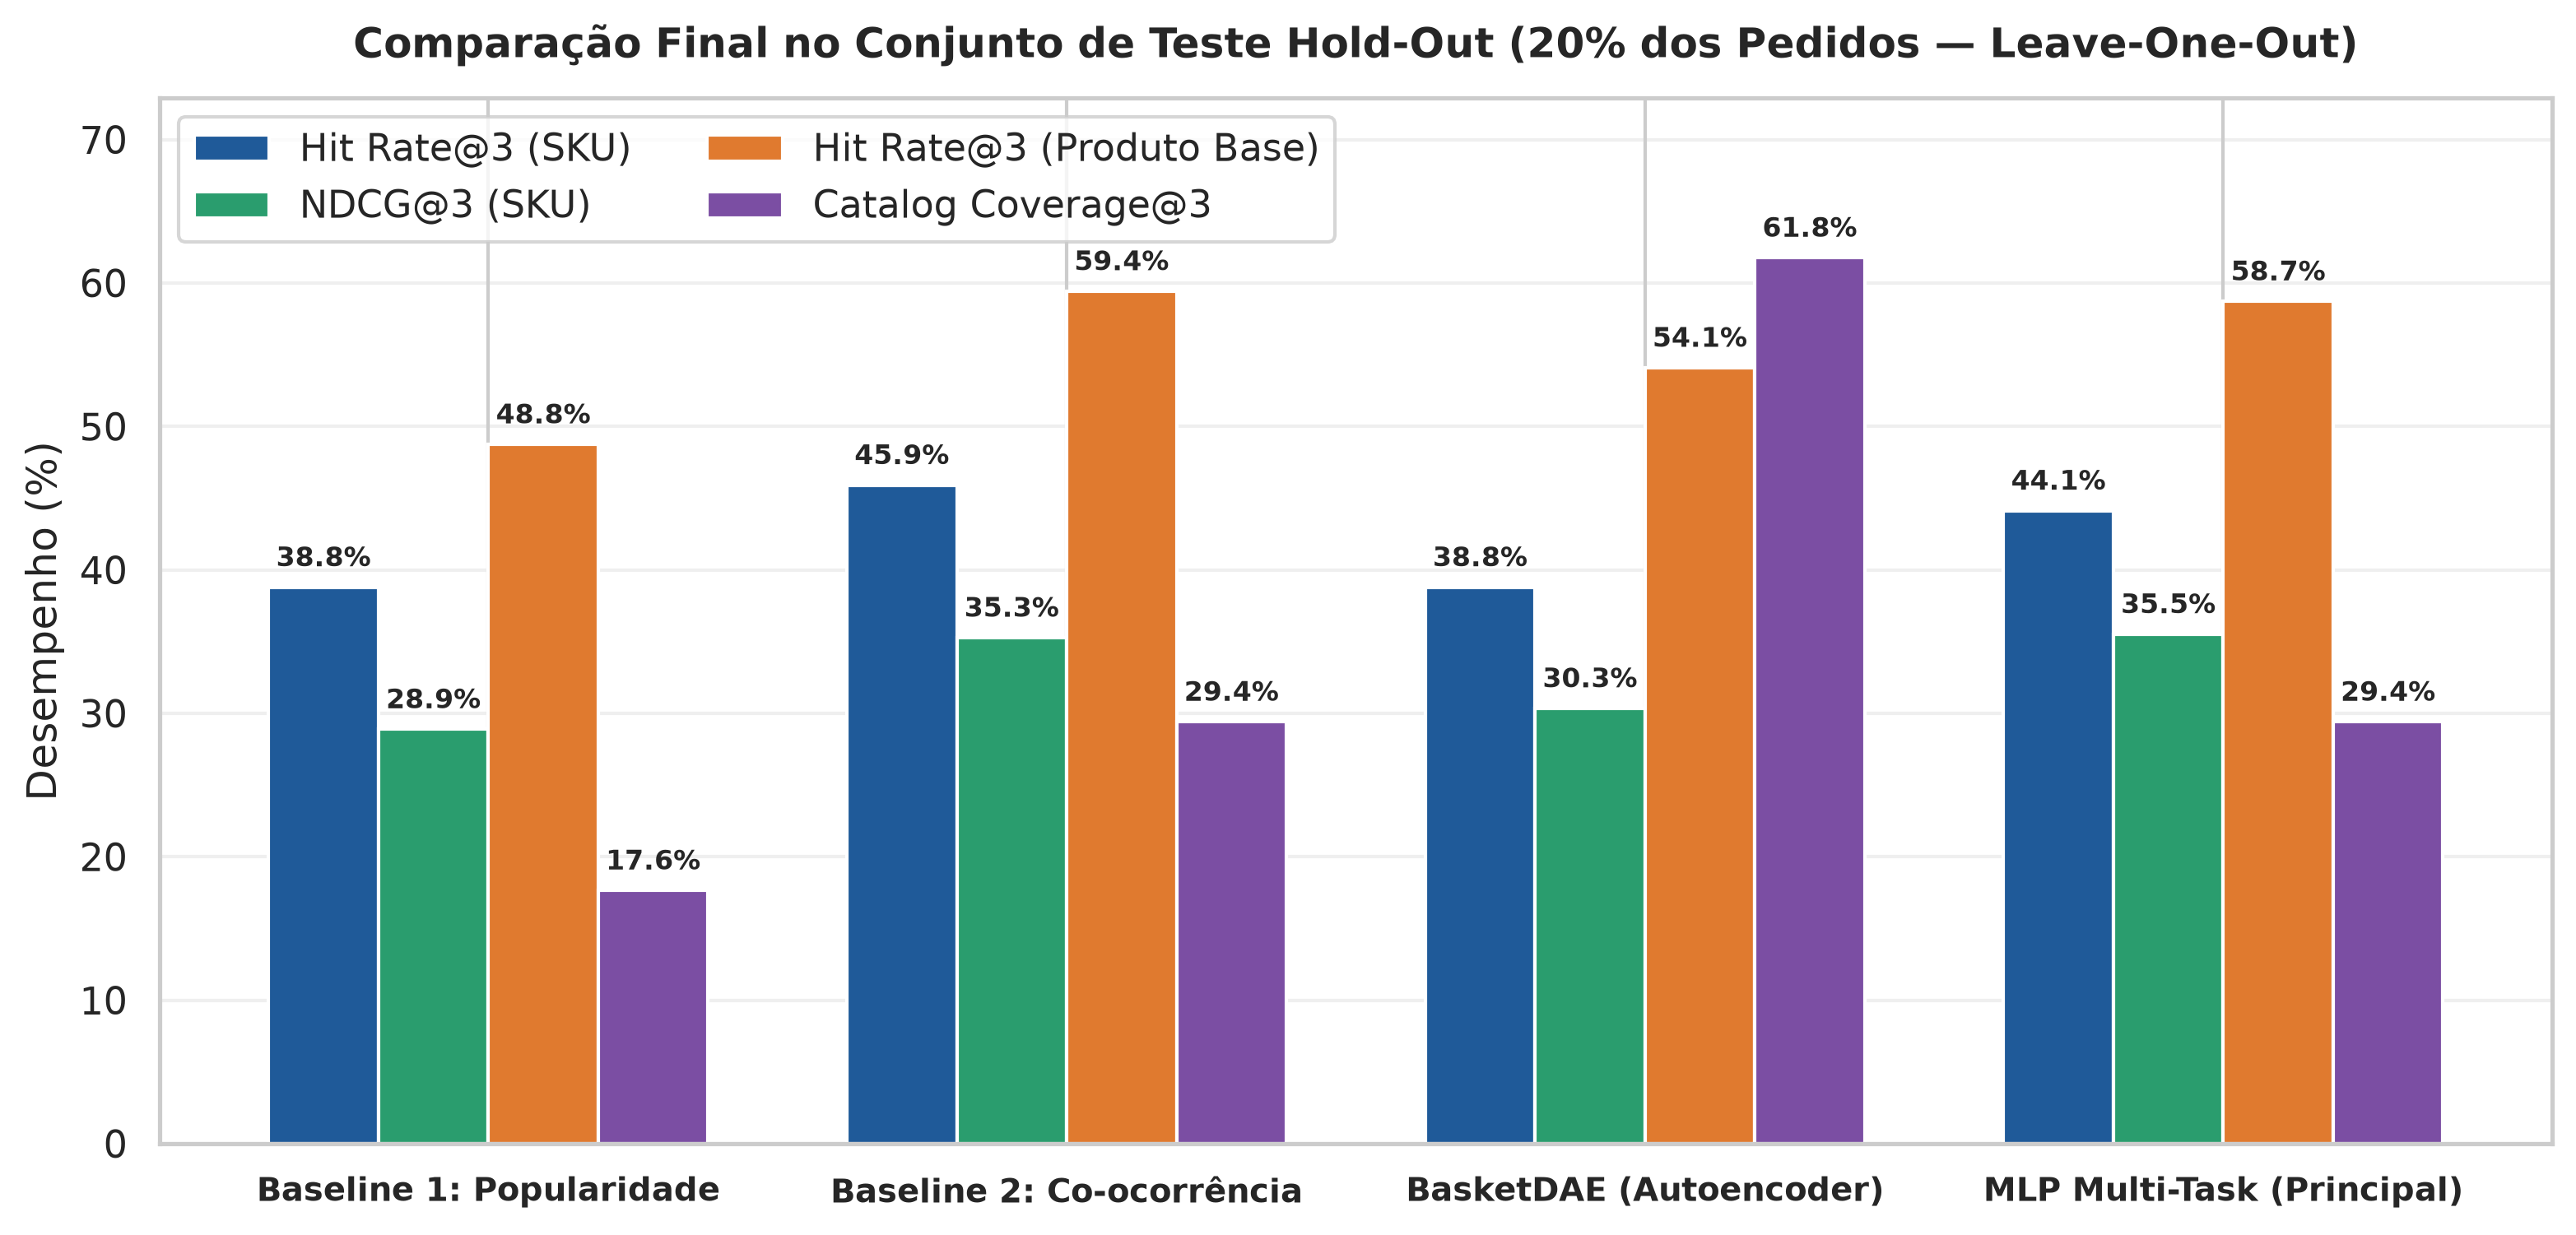 Comparação Final no Conjunto de Teste Hold-Out (20% dos Pedidos — Leave-One-Out)
Hit Rate@3 (SKU)
NDCG@3 (SKU)
Hit Rate@3 (Produto Base)
Catalog Coverage@3
Desempenho (%)
70
60
50
40
30
20
10
0
38.8%
28.9%
48.8%
17.6%
45.9%
35.3%
59.4%
29.4%
38.8%
30.3%
54.1%
61.8%
44.1%
35.5%
58.7%
29.4%
Baseline 1: Popularidade
Baseline 2: Co-ocorrência
BasketDAE (Autoencoder)
MLP Multi-Task (Principal)